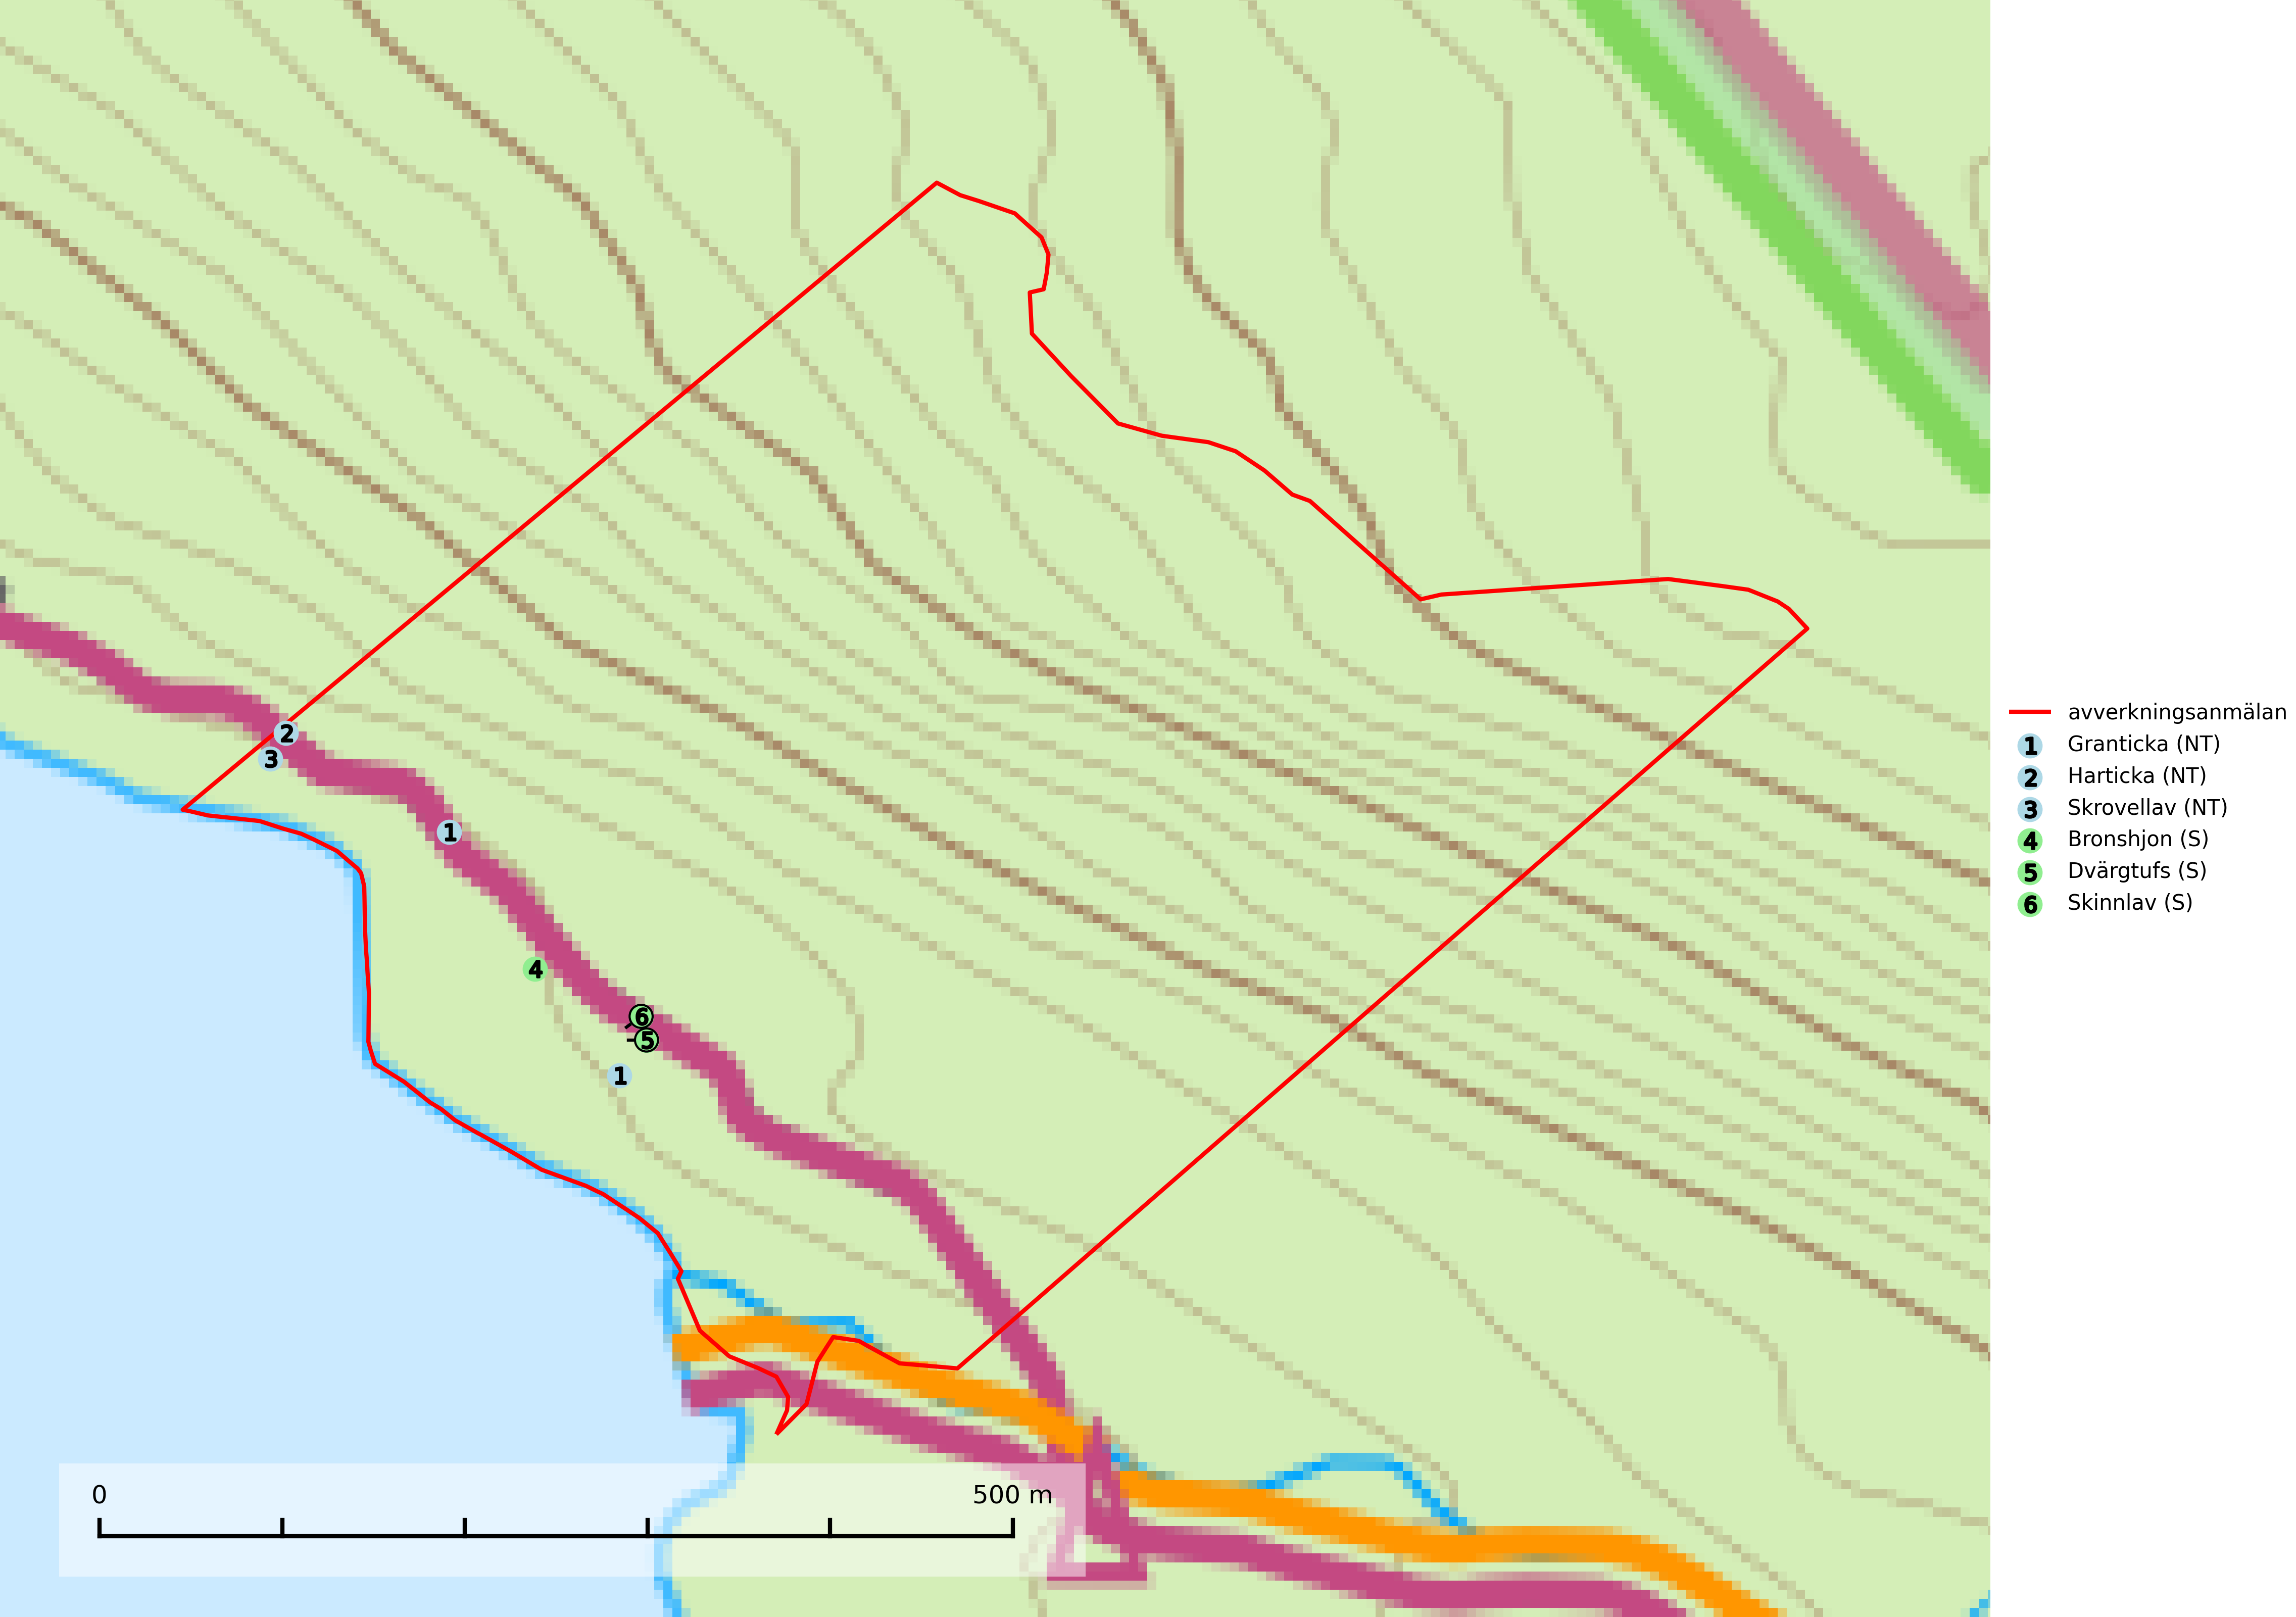 2
3
1
4
6
5
1
0 500 m
avverkningsanmälan
1 Granticka (NT)
2 Harticka (NT)
3 Skrovellav (NT)
4 Bronshjon (S)
5 Dvärgtufs (S)
6 Skinnlav (S)